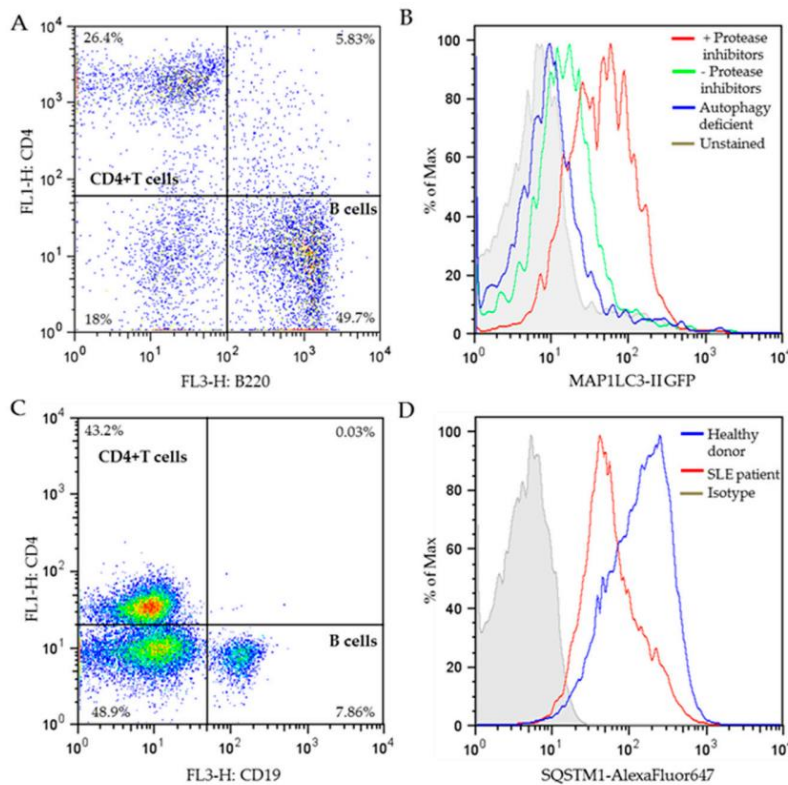 A
FL1-H: CD4
10⁴
10³
10²
10¹
10⁰
26.4%
5.83%
CD4+T cells
B cells
18%
49.7%
10⁰ 10¹ 10² 10³ 10⁴
FL3-H: B220
B
% of Max
100
80
60
40
20
0
+ Protease
inhibitors
- Protease
inhibitors
Autophagy
deficient
Unstained
10⁰ 10¹ 10² 10³ 10⁴
MAP1LC3-II GFP
C
FL1-H: CD4
10⁴
10³
10²
10¹
10⁰
43.2%
0.03%
CD4+T cells
B cells
48.9%
7.86%
10⁰ 10¹ 10² 10³ 10⁴
FL3-H: CD19
D
% of Max
100
80
60
40
20
0
Healthy
donor
SLE patient
Isotype
10⁰ 10¹ 10² 10³ 10⁴
SQSTM1-AlexaFluor647